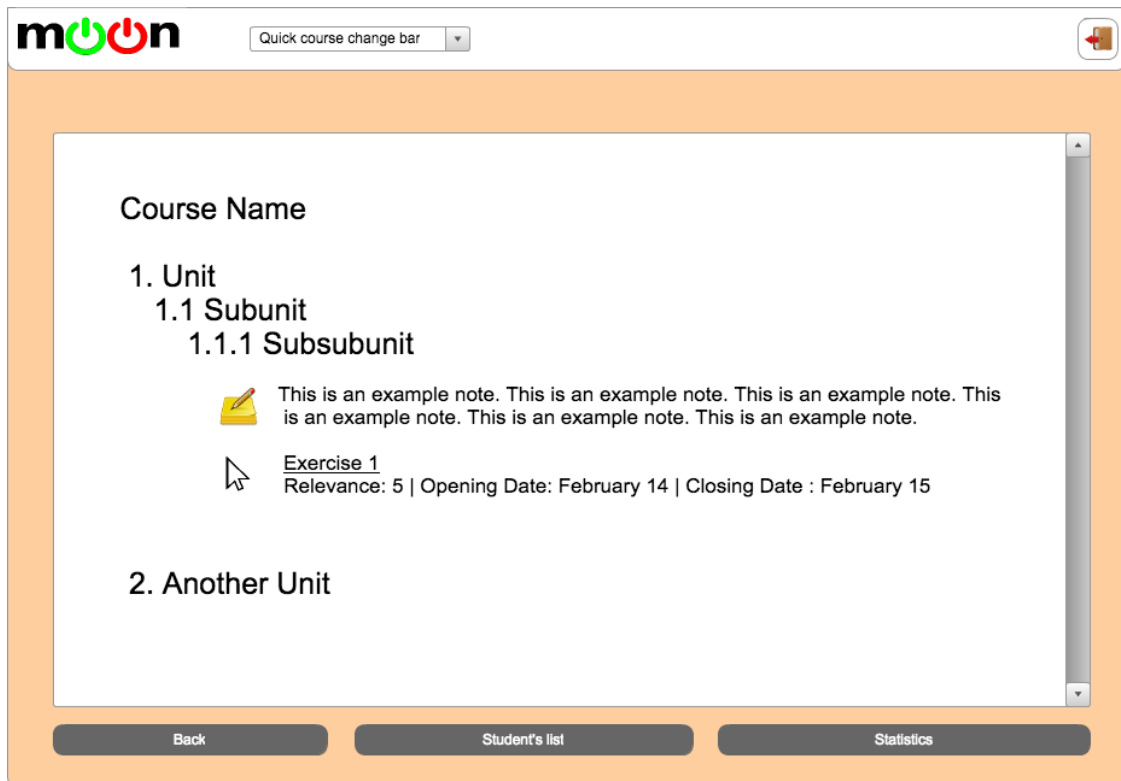 moon
Quick course change bar
Course Name
1. Unit
1.1 Subunit
1.1.1 Subsubunit
This is an example note. This is an example note. This is an example note. This
is an example note. This is an example note. This is an example note.
Exercise 1
Relevance: 5 | Opening Date: February 14 | Closing Date : February 15
2. Another Unit
Back
Student's list
Statistics